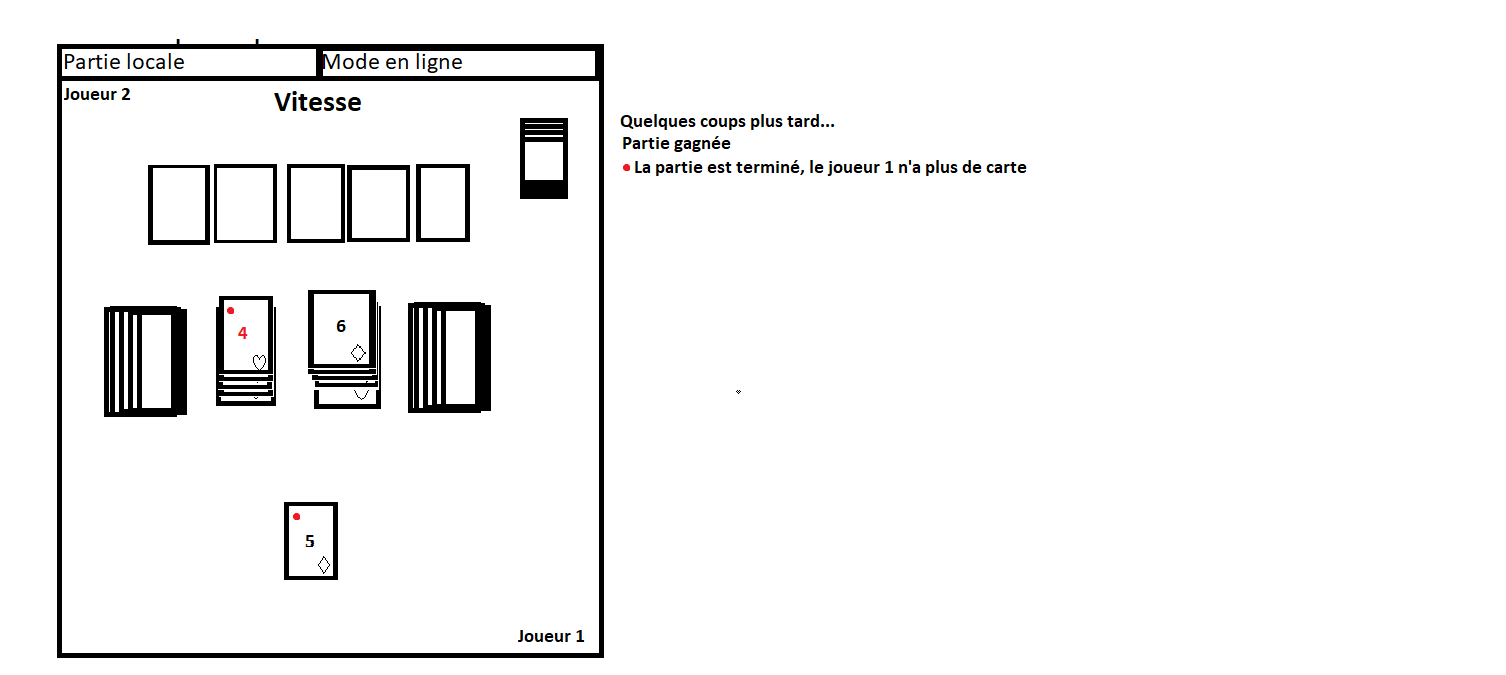 Partie locale
Mode en ligne
Joueur 2
Vitesse
Quelques coups plus tard...
Partie gagnée
La partie est terminé, le joueur 1 n'a plus de carte
4
6
5
Joueur 1